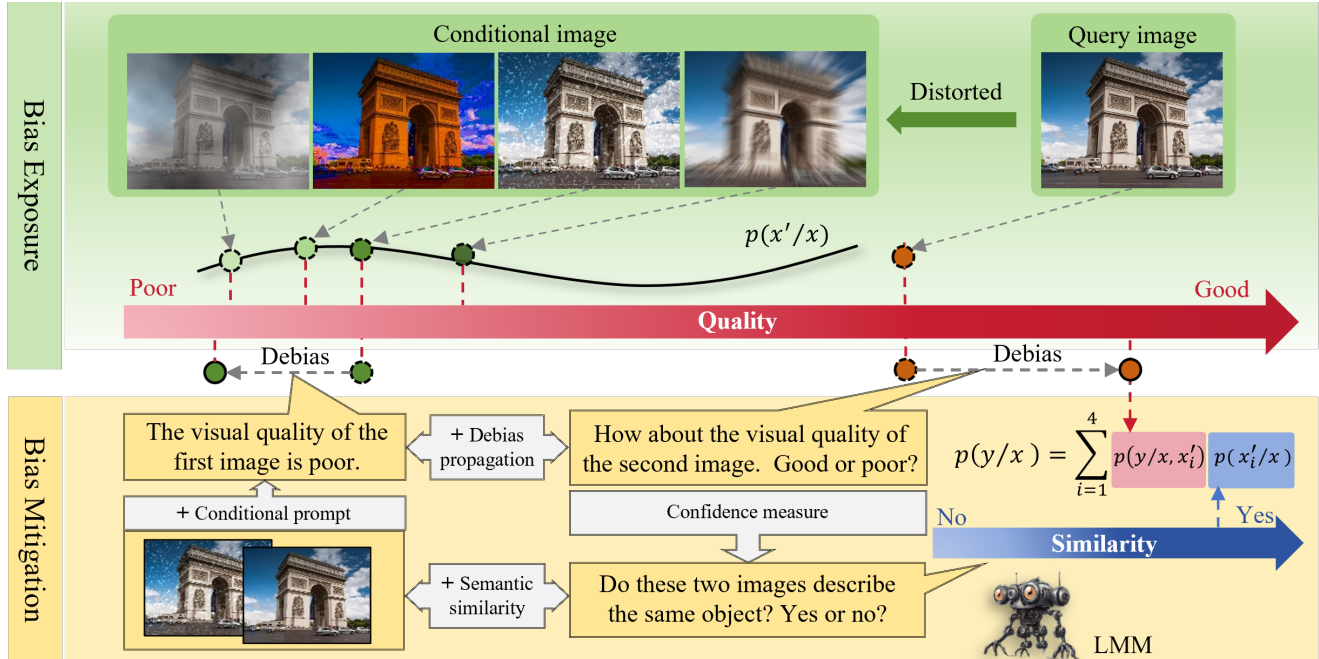 Bias Exposure
Conditional image
Query image
Distorted
p(x′/x)
Poor
Good
Quality
Debias
Debias
Bias Mitigation
The visual quality of the
first image is poor.
+ Debias
propagation
How about the visual quality of
the second image. Good or poor?
p(y/x) = ∑ p(y/x, x′ᵢ) p(x′ᵢ/x)
4
i=1
+ Conditional prompt
Confidence measure
No
Yes
Similarity
+ Semantic
similarity
Do these two images describe
the same object? Yes or no?
LMM